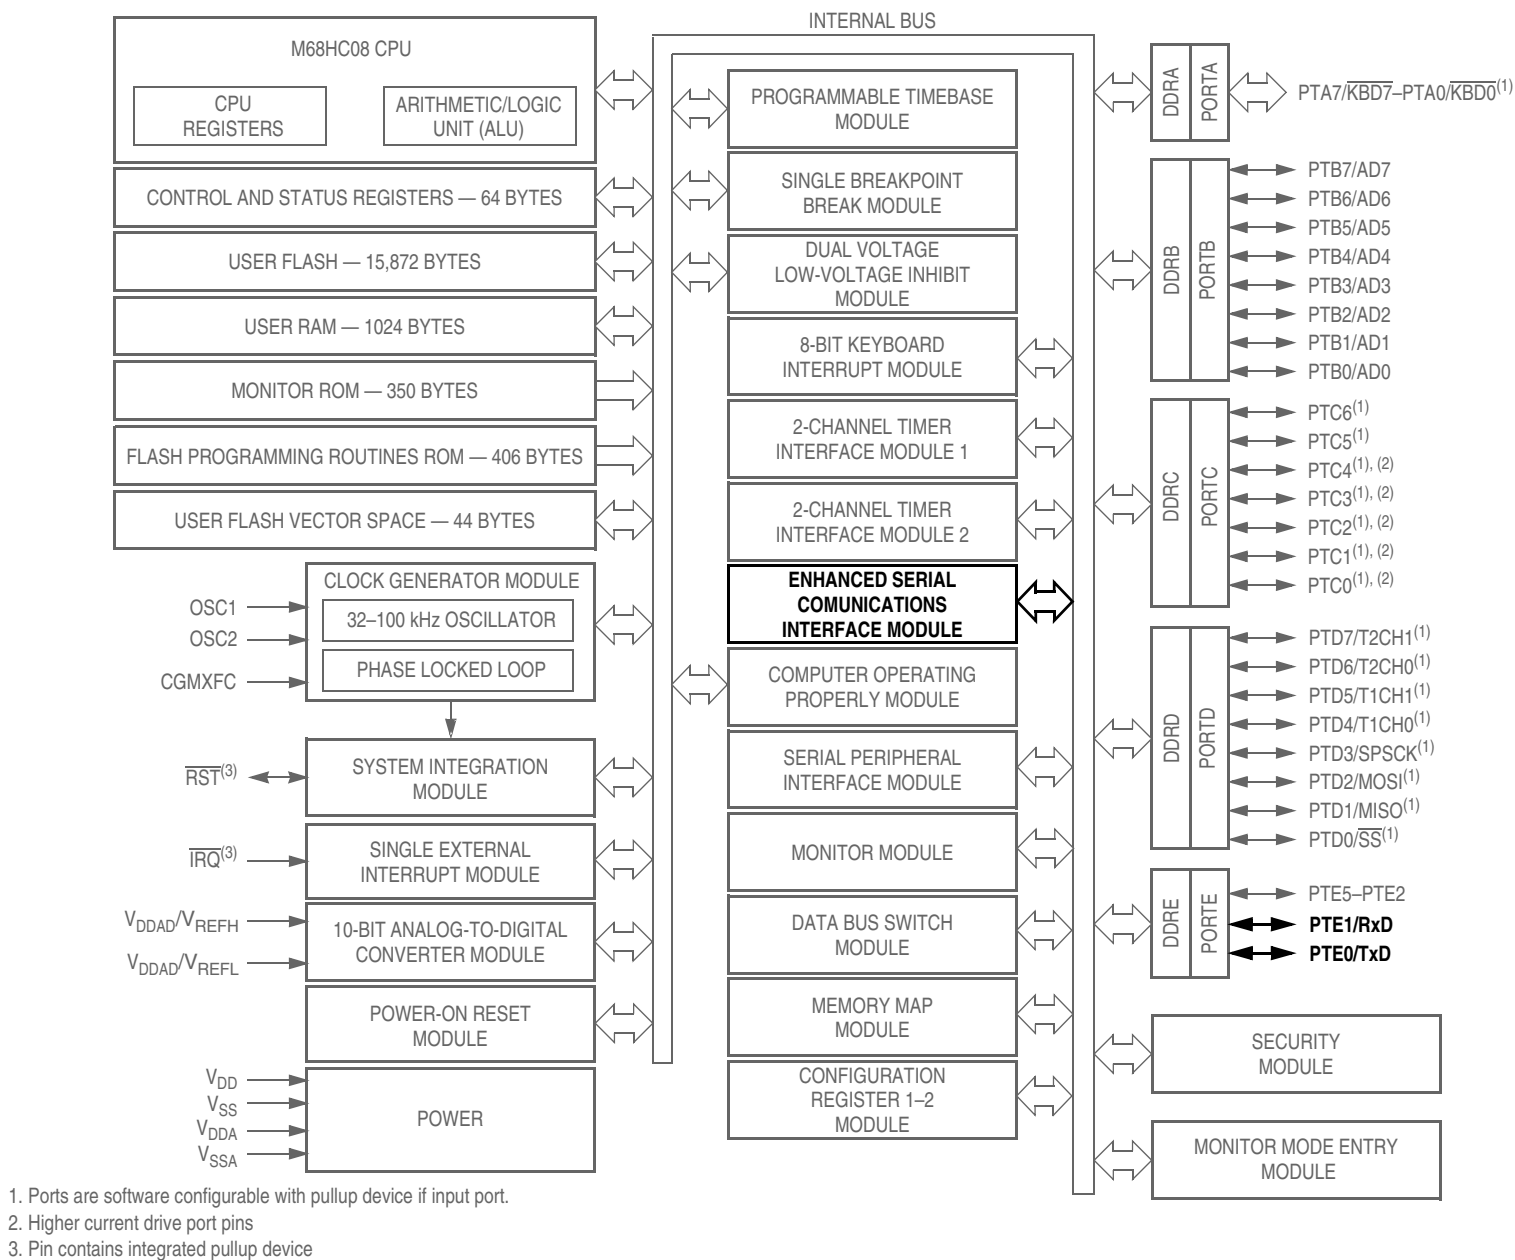 INTERNAL BUS
M68HC08 CPU
CPU
REGISTERS
ARITHMETIC/LOGIC
UNIT (ALU)
CONTROL AND STATUS REGISTERS — 64 BYTES
USER FLASH — 15,872 BYTES
USER RAM — 1024 BYTES
MONITOR ROM — 350 BYTES
FLASH PROGRAMMING ROUTINES ROM — 406 BYTES
USER FLASH VECTOR SPACE — 44 BYTES
CLOCK GENERATOR MODULE
32–100 kHz OSCILLATOR
PHASE LOCKED LOOP
OSC1
OSC2
CGMXFC
SYSTEM INTEGRATION
MODULE
RST(3)
SINGLE EXTERNAL
INTERRUPT MODULE
IRQ(3)
10-BIT ANALOG-TO-DIGITAL
CONVERTER MODULE
VDDAD/VREFH
VDDAD/VREFL
POWER-ON RESET
MODULE
POWER
VDD
VSS
VDDA
VSSA
PROGRAMMABLE TIMEBASE
MODULE
SINGLE BREAKPOINT
BREAK MODULE
DUAL VOLTAGE
LOW-VOLTAGE INHIBIT
MODULE
8-BIT KEYBOARD
INTERRUPT MODULE
2-CHANNEL TIMER
INTERFACE MODULE 1
2-CHANNEL TIMER
INTERFACE MODULE 2
ENHANCED SERIAL
COMUNICATIONS
INTERFACE MODULE
COMPUTER OPERATING
PROPERLY MODULE
SERIAL PERIPHERAL
INTERFACE MODULE
MONITOR MODULE
DATA BUS SWITCH
MODULE
MEMORY MAP
MODULE
CONFIGURATION
REGISTER 1–2
MODULE
DDRA
PORTA
PTA7/KBD7–PTA0/KBD0(1)
DDRB
PORTB
PTB7/AD7
PTB6/AD6
PTB5/AD5
PTB4/AD4
PTB3/AD3
PTB2/AD2
PTB1/AD1
PTB0/AD0
DDRC
PORTC
PTC6(1)
PTC5(1)
PTC4(1), (2)
PTC3(1), (2)
PTC2(1), (2)
PTC1(1), (2)
PTC0(1), (2)
DDRD
PORTD
PTD7/T2CH1(1)
PTD6/T2CH0(1)
PTD5/T1CH1(1)
PTD4/T1CH0(1)
PTD3/SPSCK(1)
PTD2/MOSI(1)
PTD1/MISO(1)
PTD0/SS(1)
DDRE
PORTE
PTE5–PTE2
PTE1/RxD
PTE0/TxD
SECURITY
MODULE
MONITOR MODE ENTRY
MODULE
1. Ports are software configurable with pullup device if input port.
2. Higher current drive port pins
3. Pin contains integrated pullup device